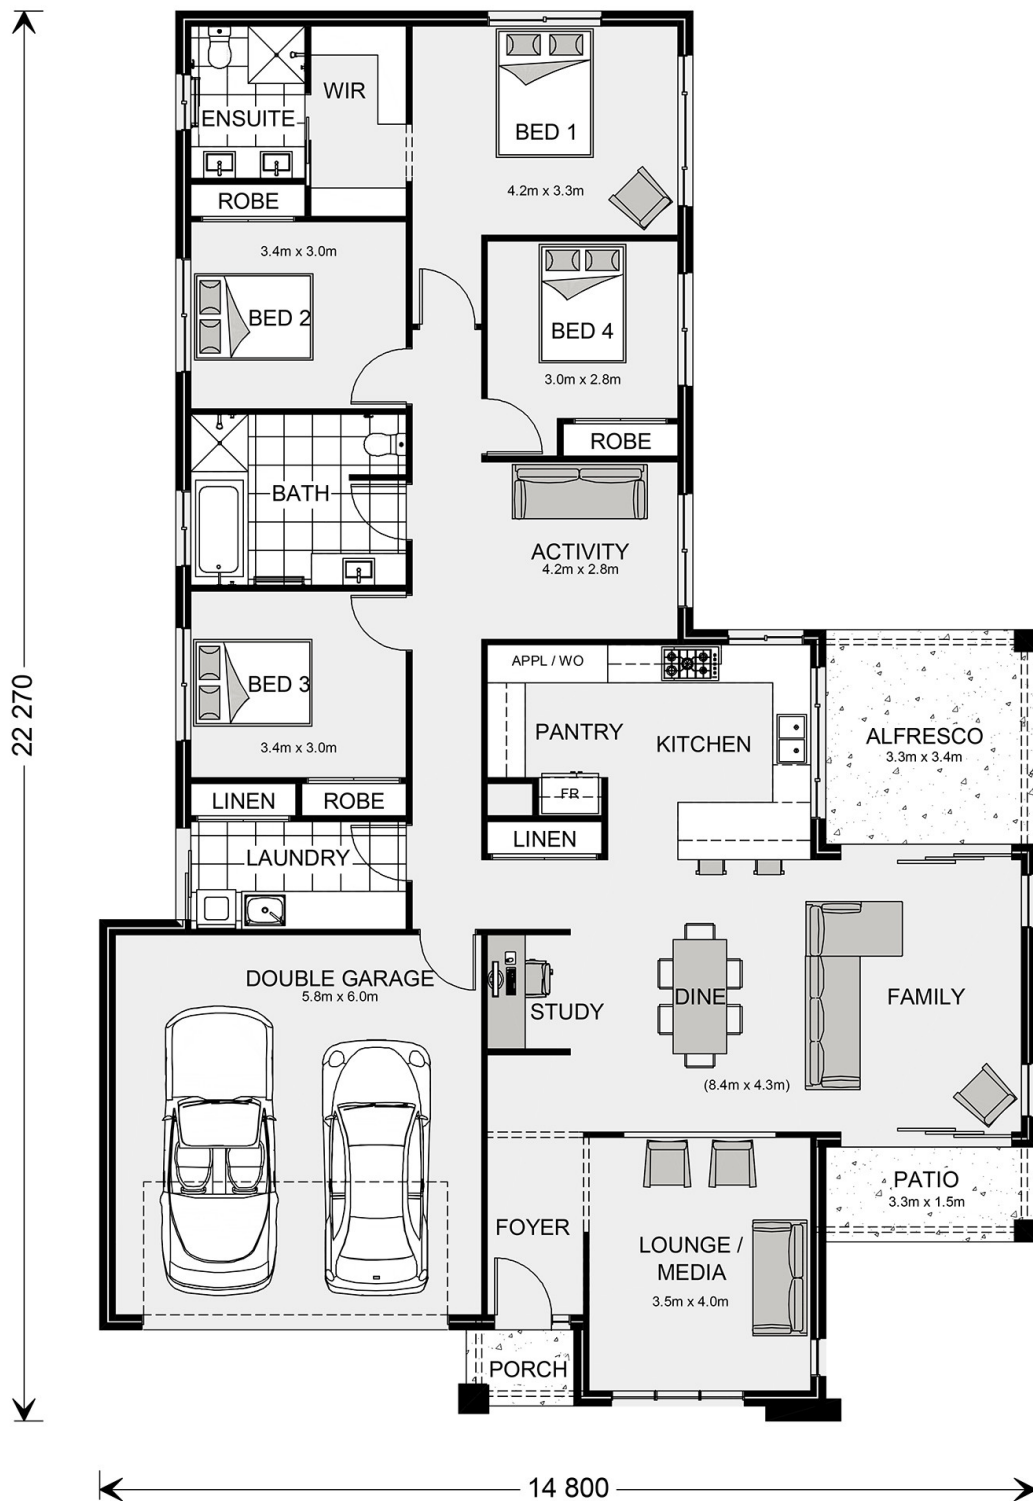 WIR
BED 1
ENSUITE
4.2m x 3.3m
ROBE
3.4m x 3.0m
BED 2
BED 4
3.0m x 2.8m
ROBE
BATH
ACTIVITY
4.2m x 2.8m
APPL / WO
BED 3
22 270
PANTRY
KITCHEN
ALFRESCO
3.3m x 3.4m
3.4m x 3.0m
FR
LINEN
ROBE
LINEN
LAUNDRY
DOUBLE GARAGE
5.8m x 6.0m
DINE
FAMILY
STUDY
(8.4m x 4.3m)
PATIO
3.3m x 1.5m
FOYER
LOUNGE /
MEDIA
3.5m x 4.0m
PORCH
14 800